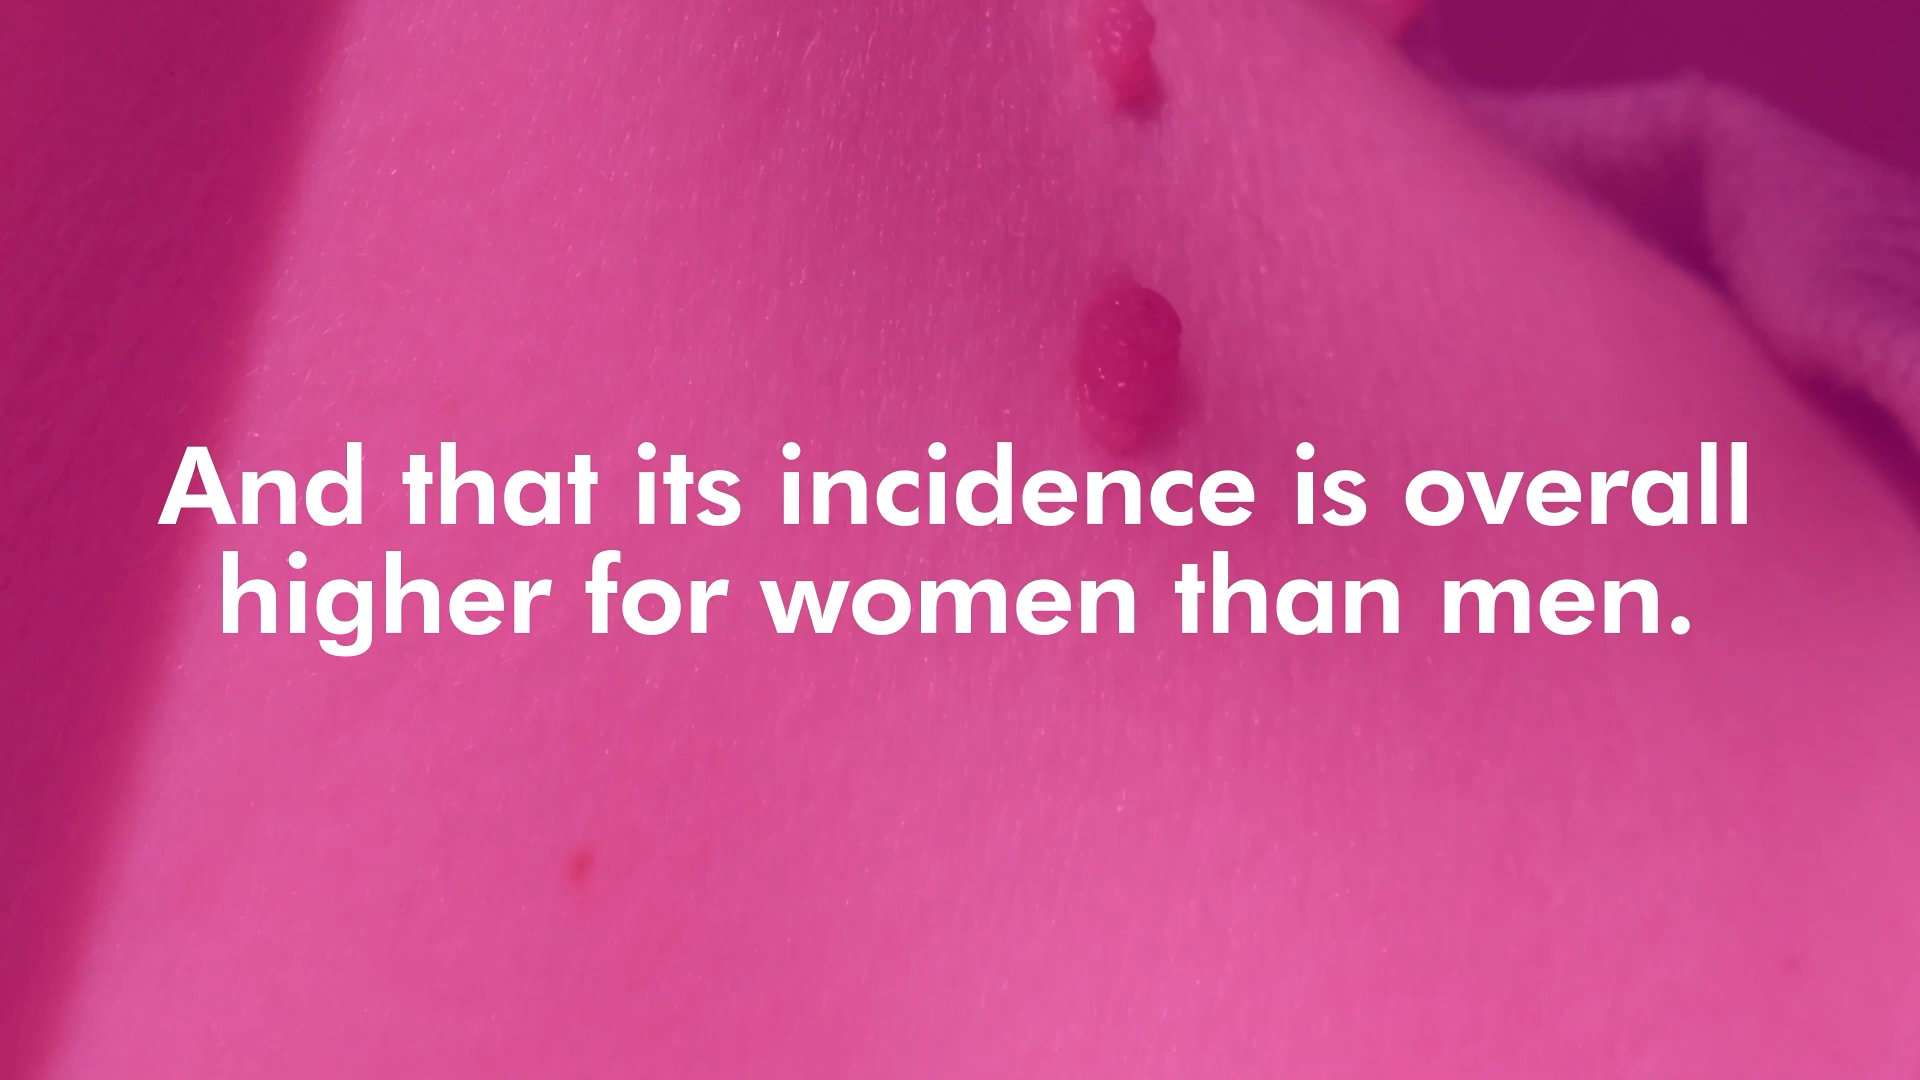 And that its incidence is overall
higher for women than men.